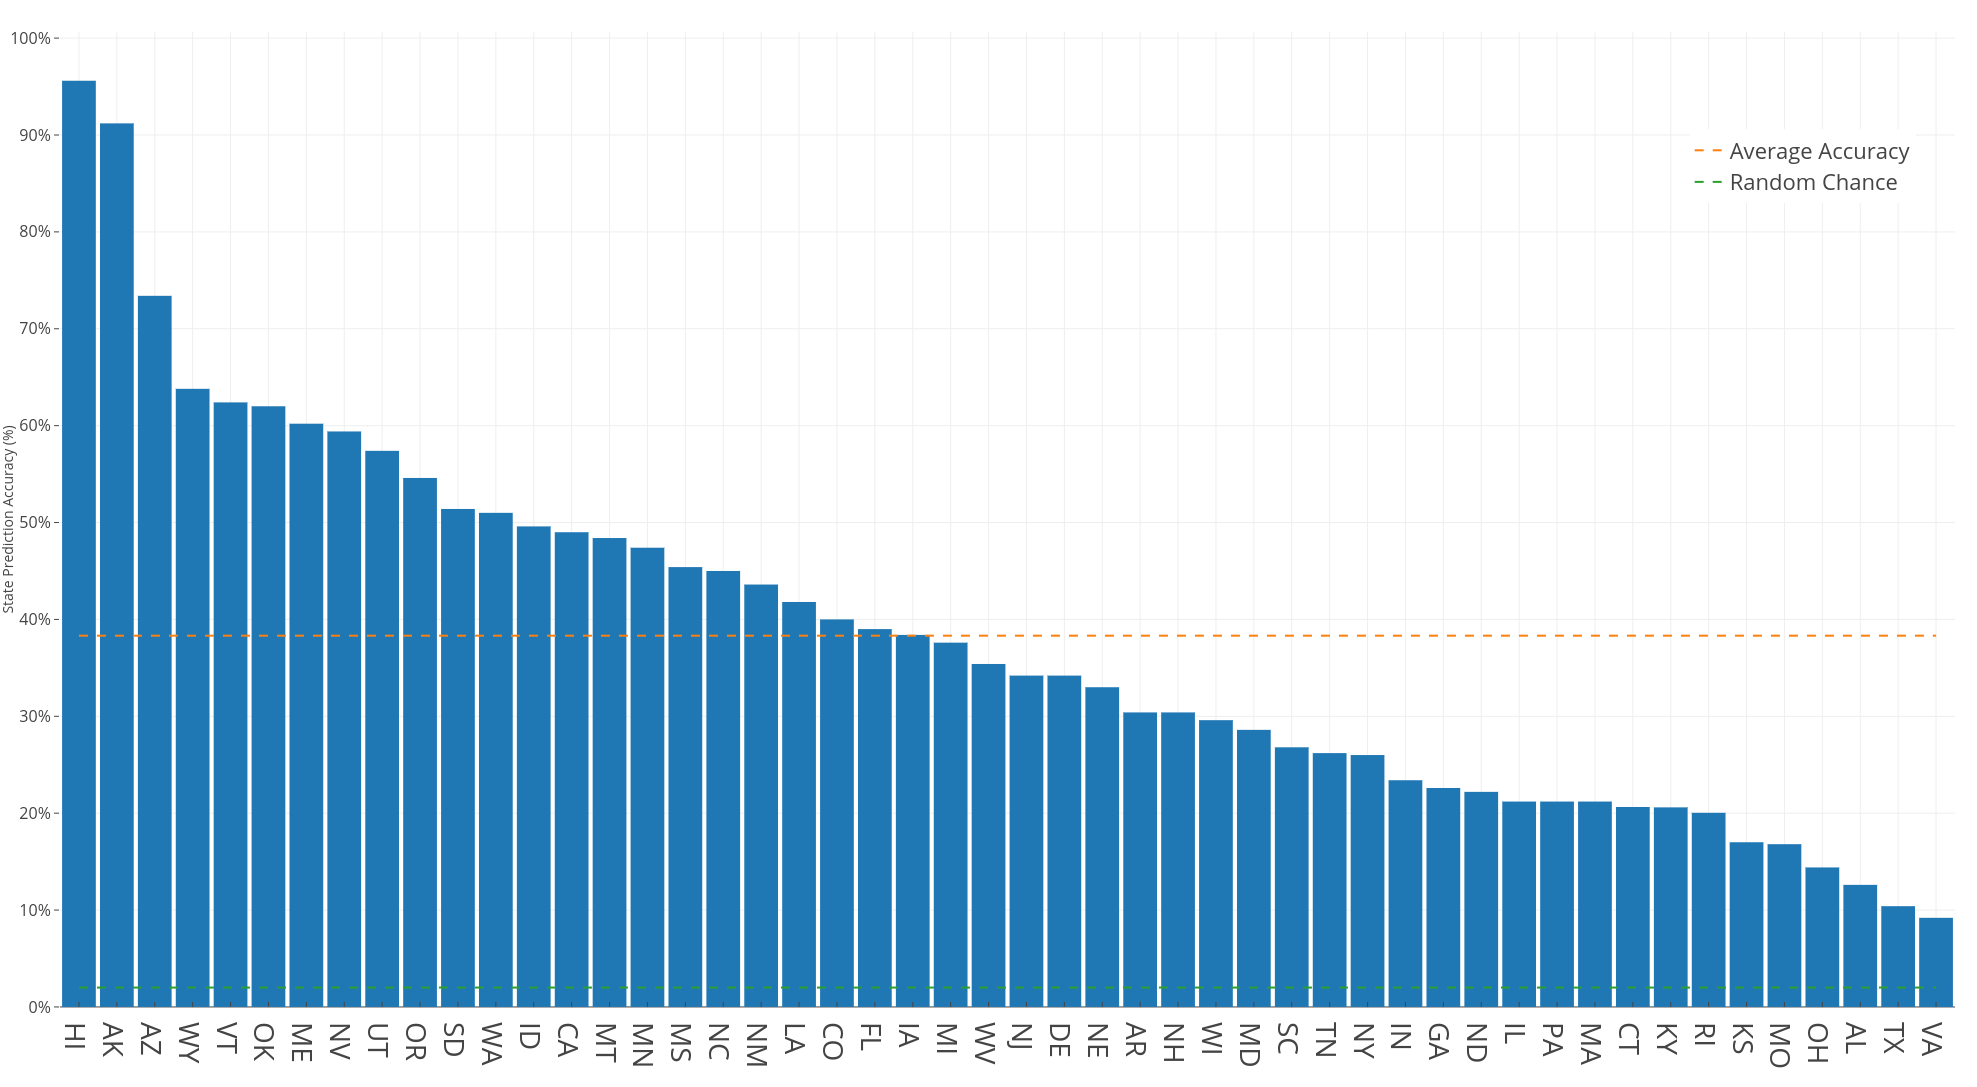 100%
90%
80%
70%
60%
50%
40%
30%
20%
10%
0%
State Prediction Accuracy (%)
Average Accuracy
Random Chance
HI AK AZ WY VT OK ME NV UT OR SD WA ID CA MT MN MS NC NM LA CO FL IA MI WV NJ DE NE AR NH WI MD SC TN NY IN GA ND IL PA MA CT KY RI KS MO OH AL TX VA